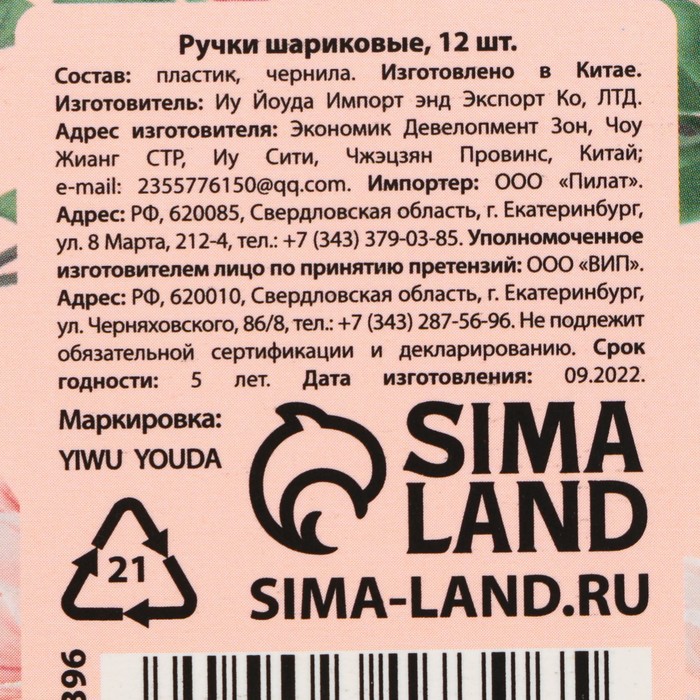 Ручки шариковые, 12 шт.
Состав: пластик, чернила. Изготовлено в Китае.
Изготовитель: Иу Йоуда Импорт энд Экспорт Ко, ЛТД.
Адрес изготовителя: Экономик Девелопмент Зон, Чоу
Жианг СТР, Иу Сити, Чжэцзян Провинс, Китай;
e-mail: 2355776150@qq.com. Импортер: ООО «Пилат».
Адрес: РФ, 620085, Свердловская область, г. Екатеринбург,
ул. 8 Марта, 212-4, тел.: +7 (343) 379-03-85. Уполномоченное
изготовителем лицо по принятию претензий: ООО «ВИП».
Адрес: РФ, 620010, Свердловская область, г. Екатеринбург,
ул. Черняховского, 86/8, тел.: +7 (343) 287-56-96. Не подлежит
обязательной сертификации и декларированию. Срок
годности: 5 лет. Дата изготовления: 09.2022.
Маркировка:
YIWU YOUDA
SIMA
LAND
21
SIMA-LAND.RU
396